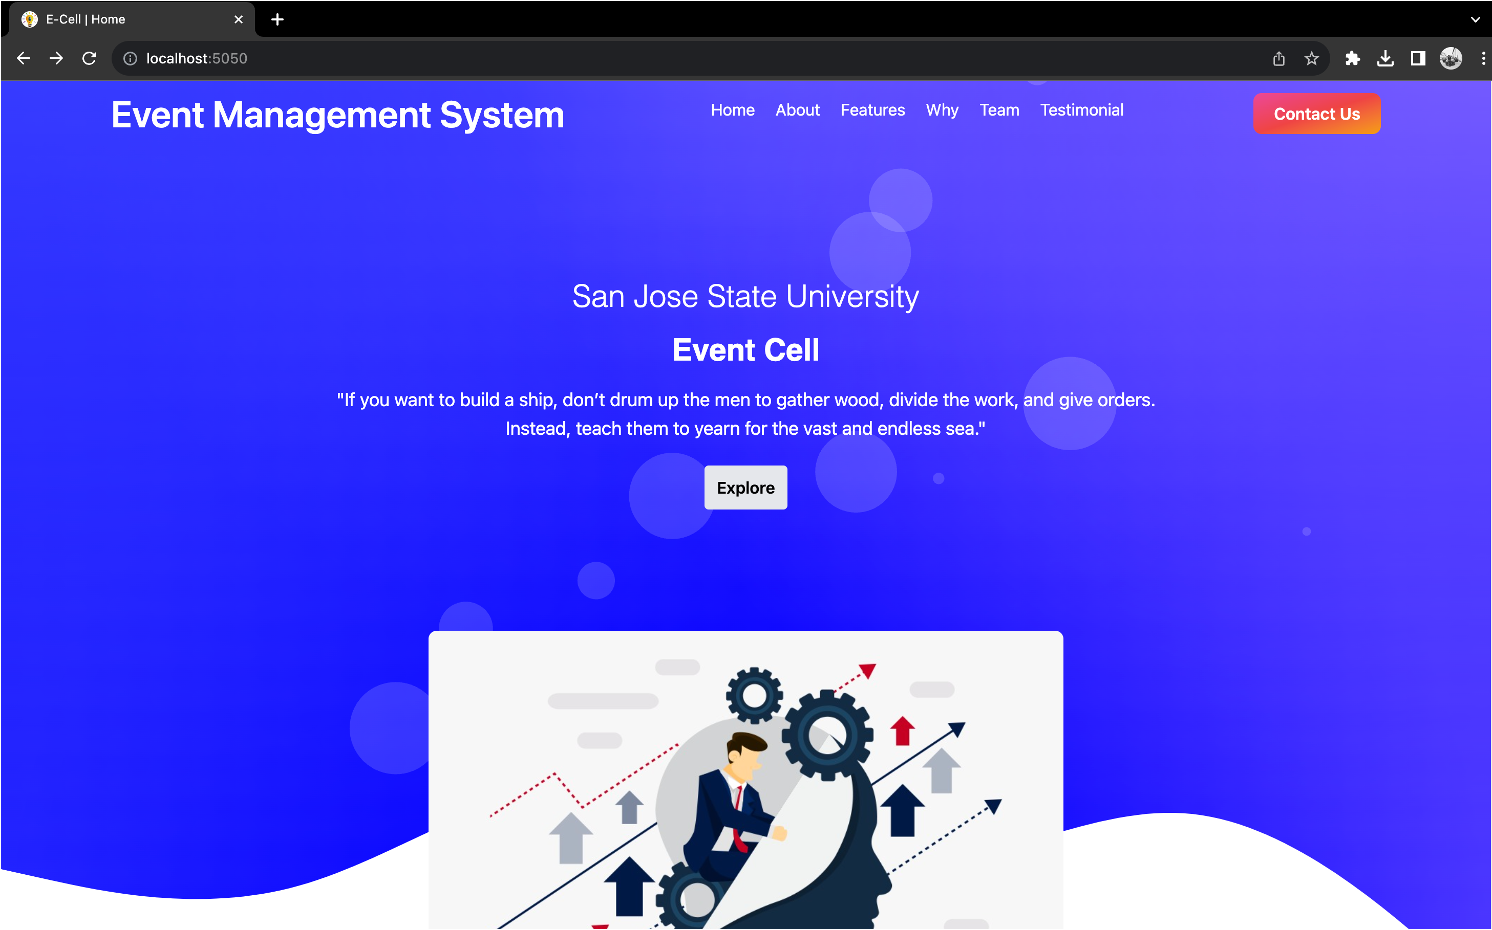 E-Cell | Home
localhost:5050
Event Management System
Home About Features Why Team Testimonial
Contact Us
San Jose State University
Event Cell
"If you want to build a ship, don’t drum up the men to gather wood, divide the work, and give orders.
Instead, teach them to yearn for the vast and endless sea."
Explore